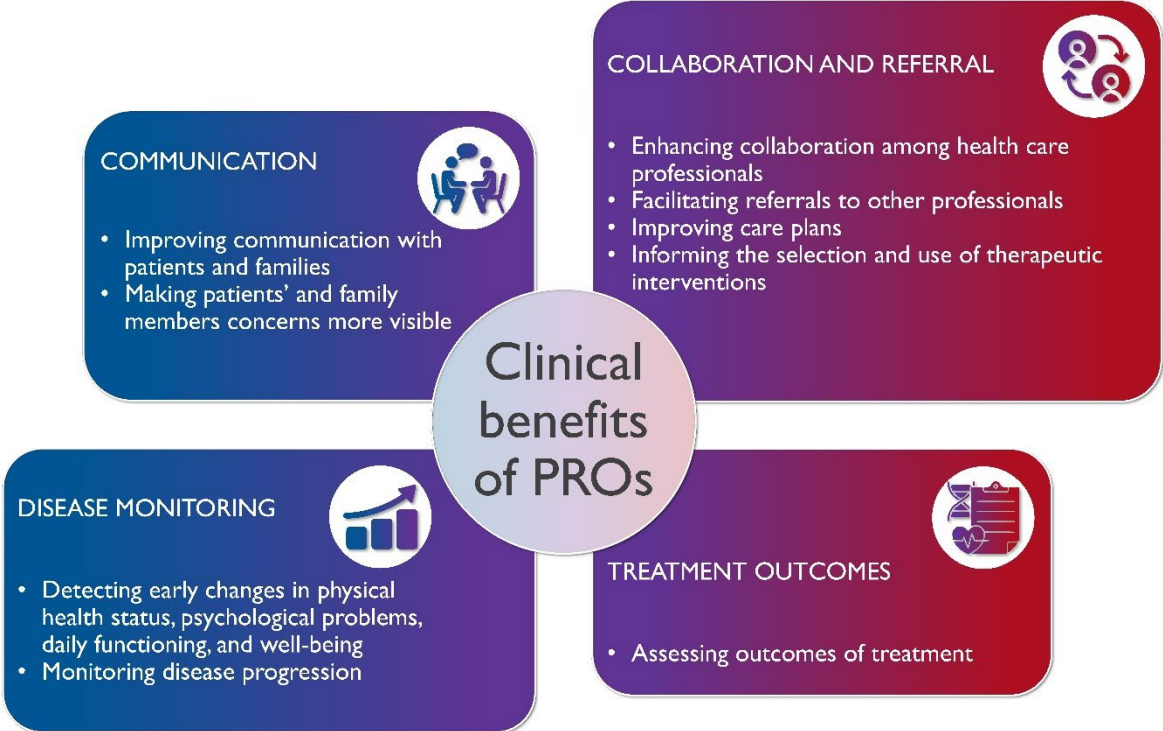 COMMUNICATION
• Improving communication with
patients and families
• Making patients’ and family
members concerns more visible
COLLABORATION AND REFERRAL
• Enhancing collaboration among health care
professionals
• Facilitating referrals to other professionals
• Improving care plans
• Informing the selection and use of therapeutic
interventions
Clinical
benefits
of PROs
DISEASE MONITORING
• Detecting early changes in physical
health status, psychological problems,
daily functioning, and well-being
• Monitoring disease progression
TREATMENT OUTCOMES
• Assessing outcomes of treatment